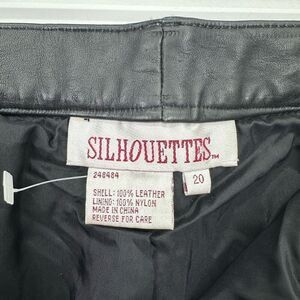 SILHOUETTES™
248484
20
SHELL: 100% LEATHER
LINING: 100% NYLON
MADE IN CHINA
REVERSE FOR CARE